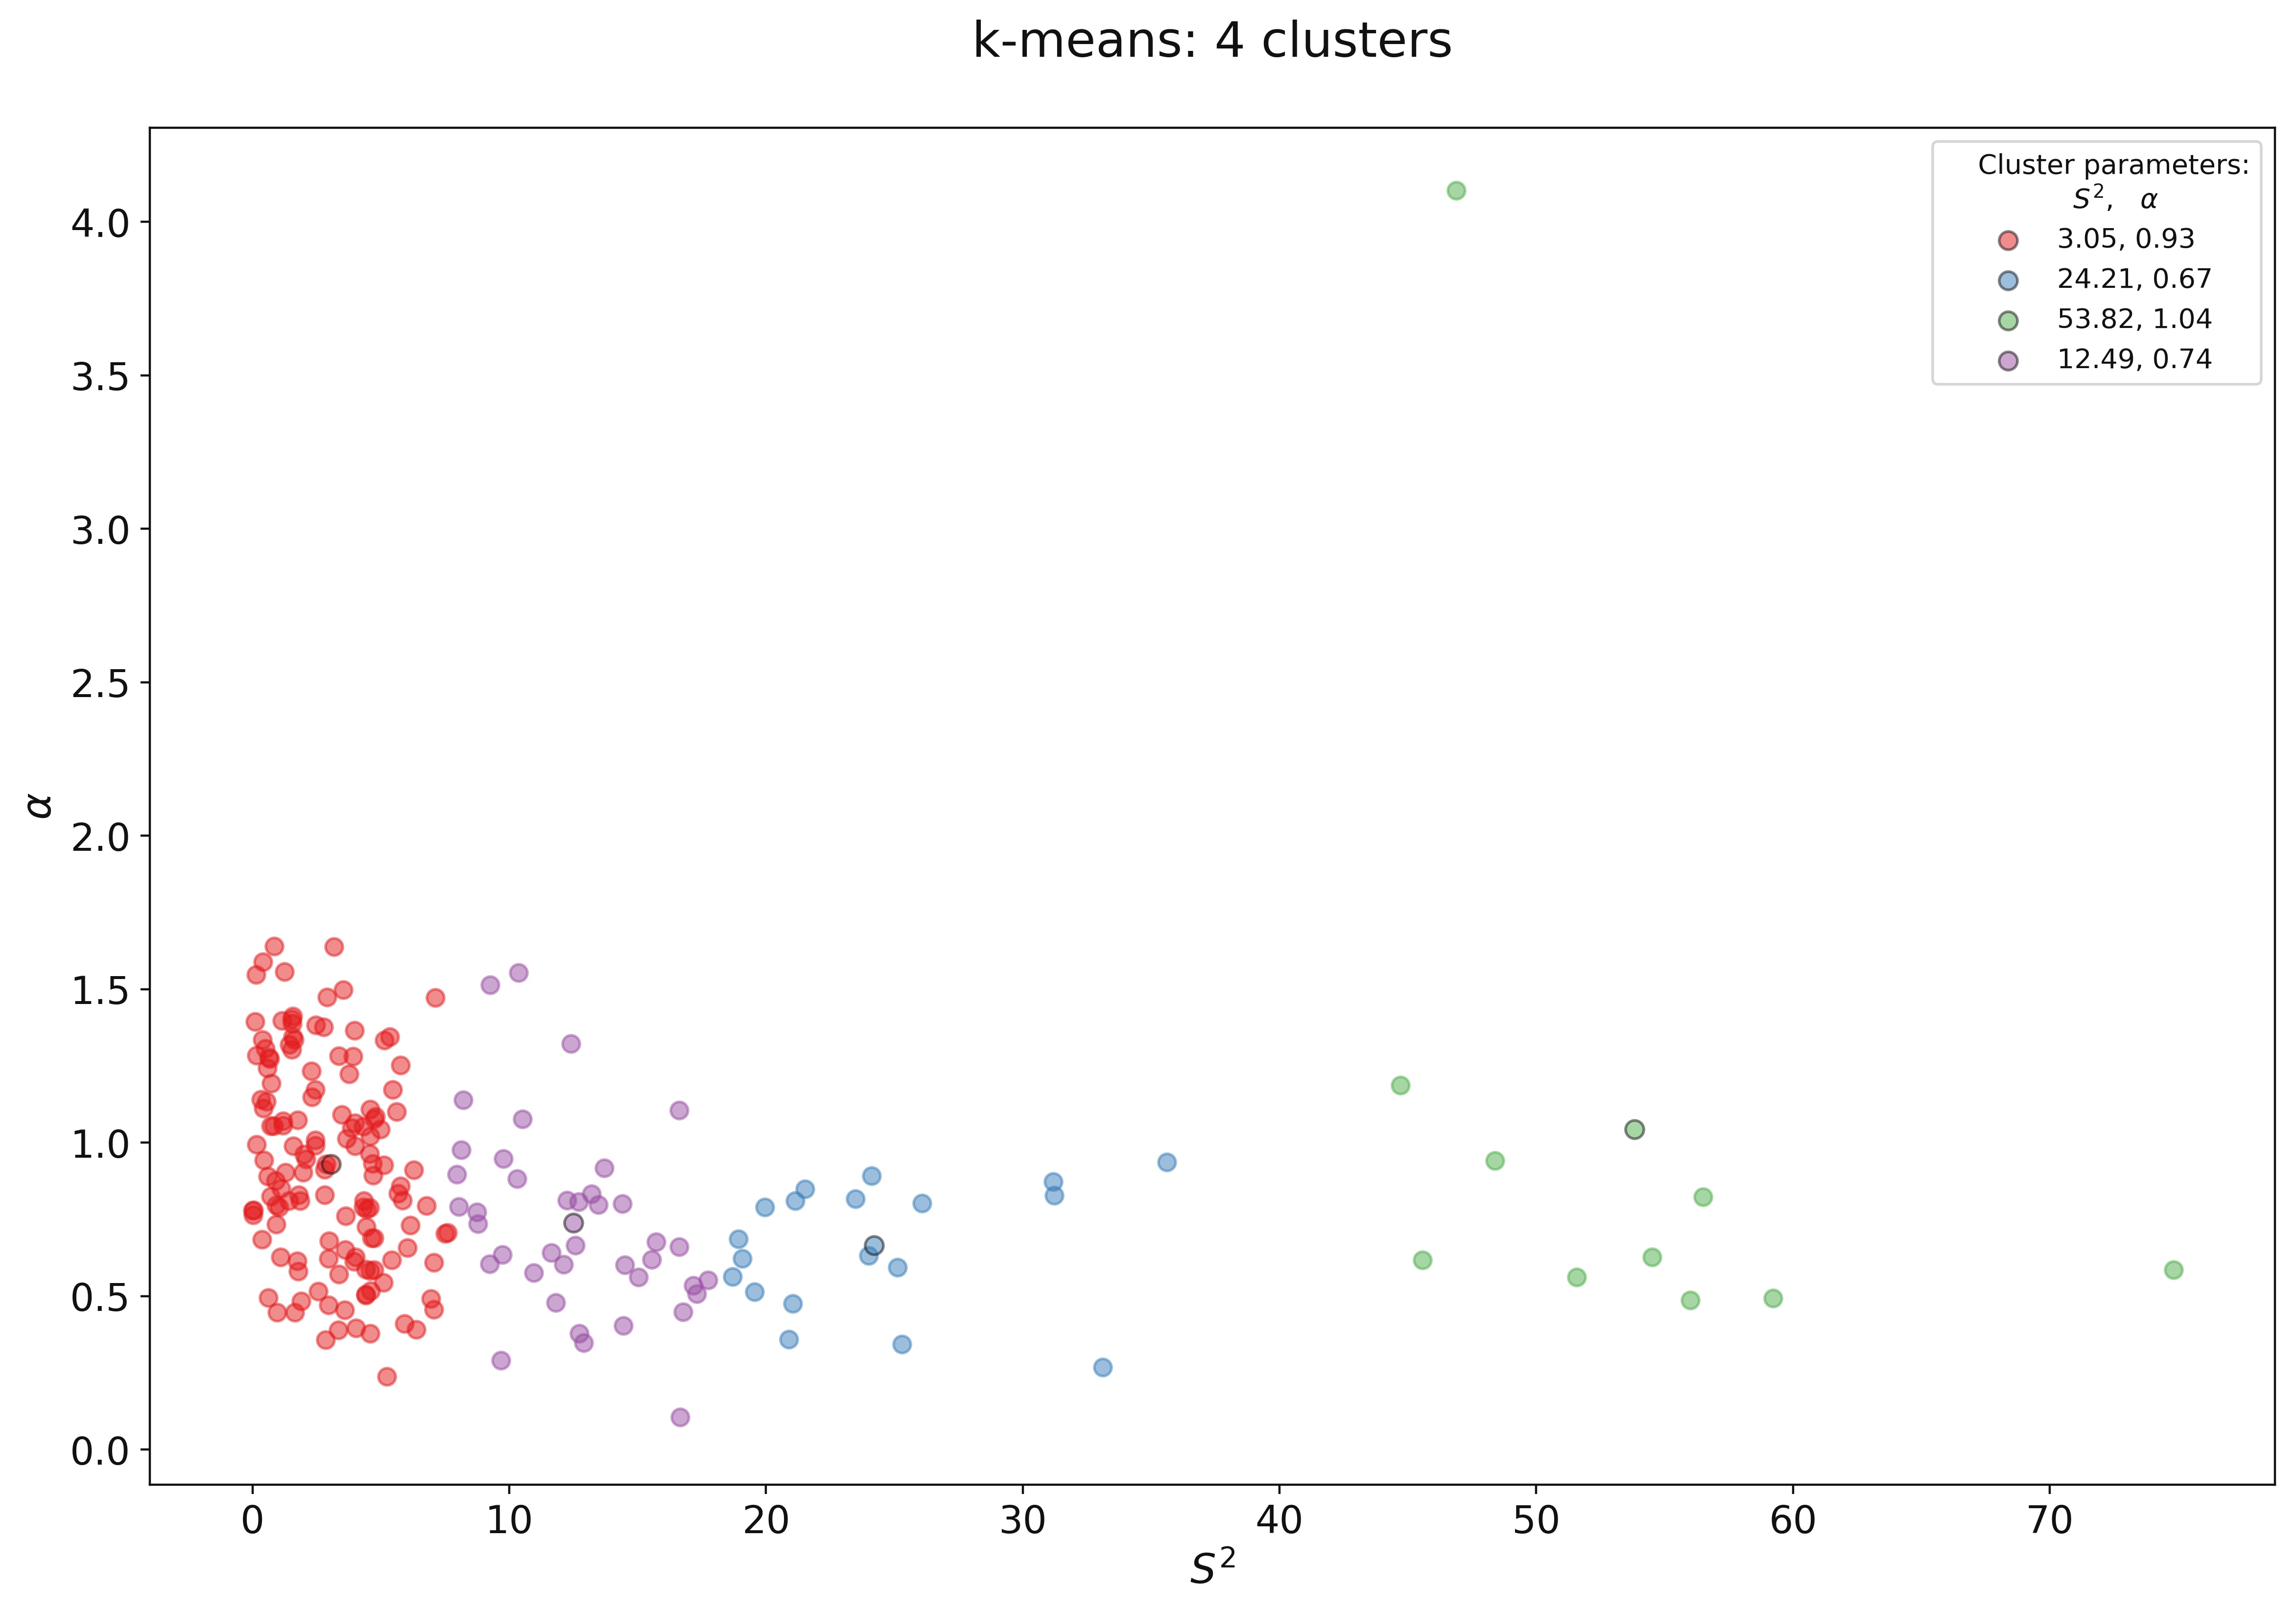 k-means: 4 clusters
Cluster parameters:
S², α
3.05, 0.93
24.21, 0.67
53.82, 1.04
12.49, 0.74
4.0
3.5
3.0
2.5
2.0
1.5
1.0
0.5
0.0
α
0 10 20 30 40 50 60 70
S²